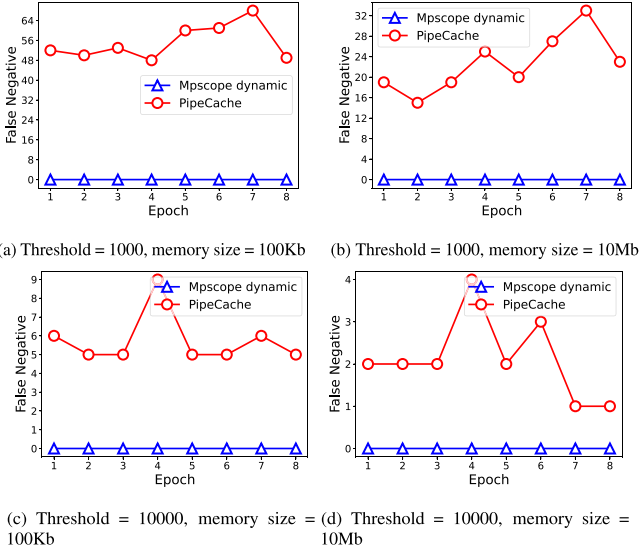 64
56
48
40
32
24
16
8
0
False Negative
Mpscope dynamic
PipeCache
1 2 3 4 5 6 7 8
Epoch
32
28
24
20
16
12
8
4
0
False Negative
Mpscope dynamic
PipeCache
1 2 3 4 5 6 7 8
Epoch
(a) Threshold = 1000, memory size = 100Kb
(b) Threshold = 1000, memory size = 10Mb
9
8
7
6
5
4
3
2
1
0
False Negative
Mpscope dynamic
PipeCache
1 2 3 4 5 6 7 8
Epoch
4
3
2
1
0
False Negative
Mpscope dynamic
PipeCache
1 2 3 4 5 6 7 8
Epoch
(c) Threshold = 10000, memory size =
100Kb
(d) Threshold = 10000, memory size =
10Mb